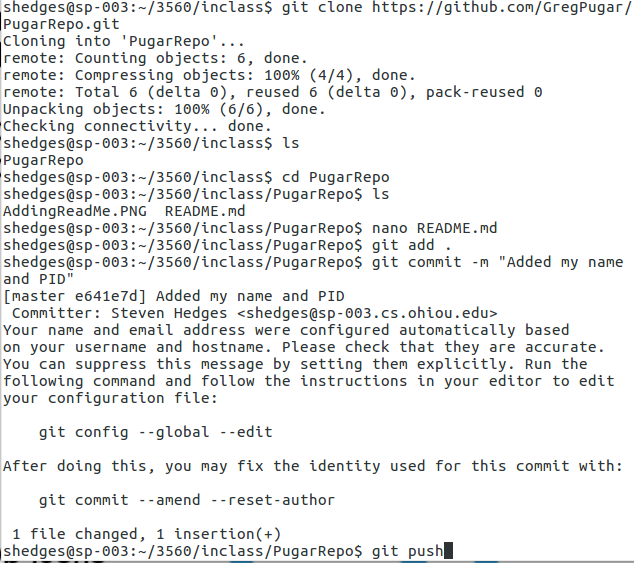 shedges@sp-003:~/3560/inclass$ git clone https://github.com/GregPugar/
PugarRepo.git
Cloning into 'PugarRepo'...
remote: Counting objects: 6, done.
remote: Compressing objects: 100% (4/4), done.
remote: Total 6 (delta 0), reused 6 (delta 0), pack-reused 0
Unpacking objects: 100% (6/6), done.
Checking connectivity... done.
shedges@sp-003:~/3560/inclass$ ls
PugarRepo
shedges@sp-003:~/3560/inclass$ cd PugarRepo
shedges@sp-003:~/3560/inclass/PugarRepo$ ls
AddingReadMe.PNG  README.md
shedges@sp-003:~/3560/inclass/PugarRepo$ nano README.md
shedges@sp-003:~/3560/inclass/PugarRepo$ git add .
shedges@sp-003:~/3560/inclass/PugarRepo$ git commit -m "Added my name
and PID"
[master e641e7d] Added my name and PID
 Committer: Steven Hedges <shedges@sp-003.cs.ohiou.edu>
Your name and email address were configured automatically based
on your username and hostname. Please check that they are accurate.
You can suppress this message by setting them explicitly. Run the
following command and follow the instructions in your editor to edit
your configuration file:

    git config --global --edit

After doing this, you may fix the identity used for this commit with:

    git commit --amend --reset-author

 1 file changed, 1 insertion(+)
shedges@sp-003:~/3560/inclass/PugarRepo$ git push